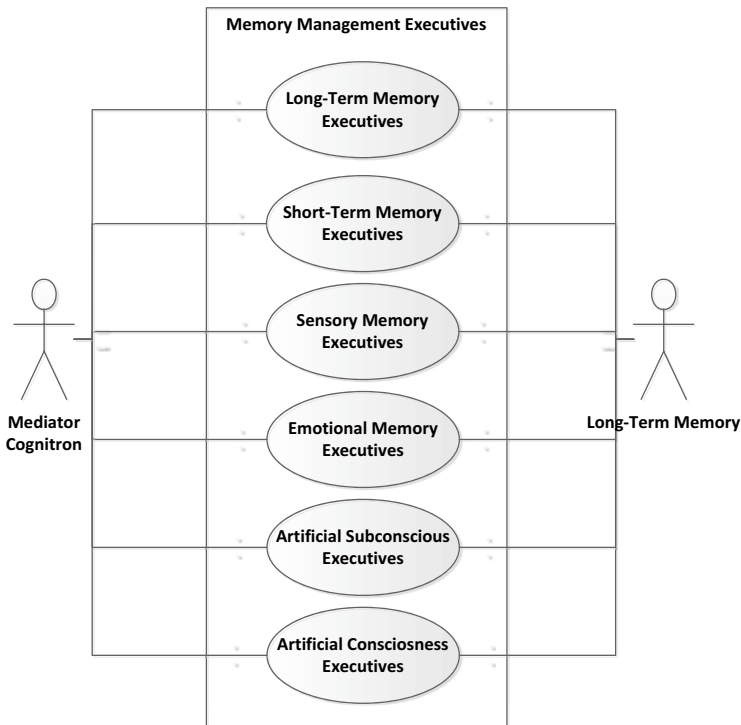 Memory Management Executives
Long-Term Memory
Executives
Short-Term Memory
Executives
Sensory Memory
Executives
Mediator
Cognitron
Emotional Memory
Executives
Long-Term Memory
Artificial Subconscious
Executives
Artificial Consciosness
Executives